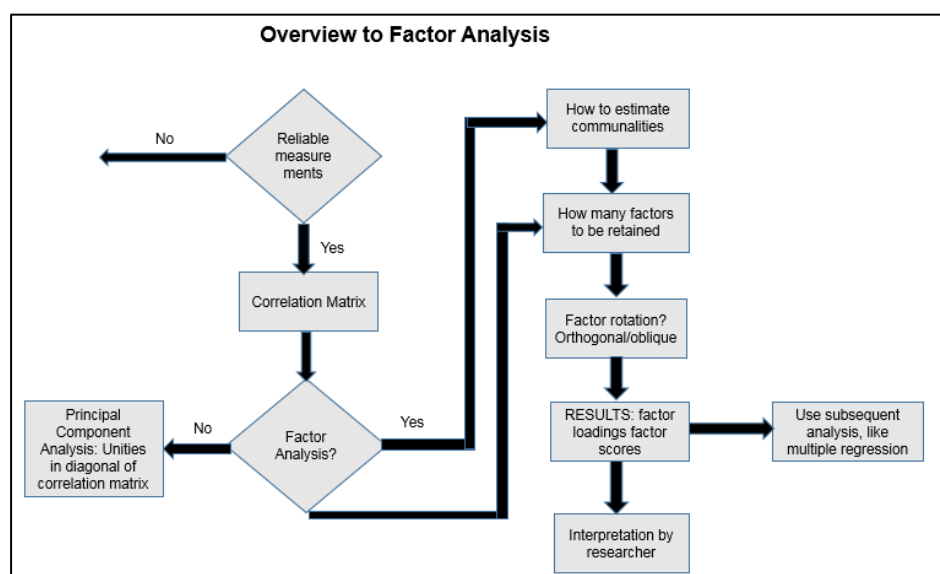 Overview to Factor Analysis
No
Reliable
measure
ments
Yes
Correlation Matrix
Principal
Component
Analysis: Unities
in diagonal of
correlation matrix
No
Factor
Analysis?
Yes
How to estimate
communalities
How many factors
to be retained
Factor rotation?
Orthogonal/oblique
RESULTS: factor
loadings factor
scores
Use subsequent
analysis, like
multiple regression
Interpretation by
researcher